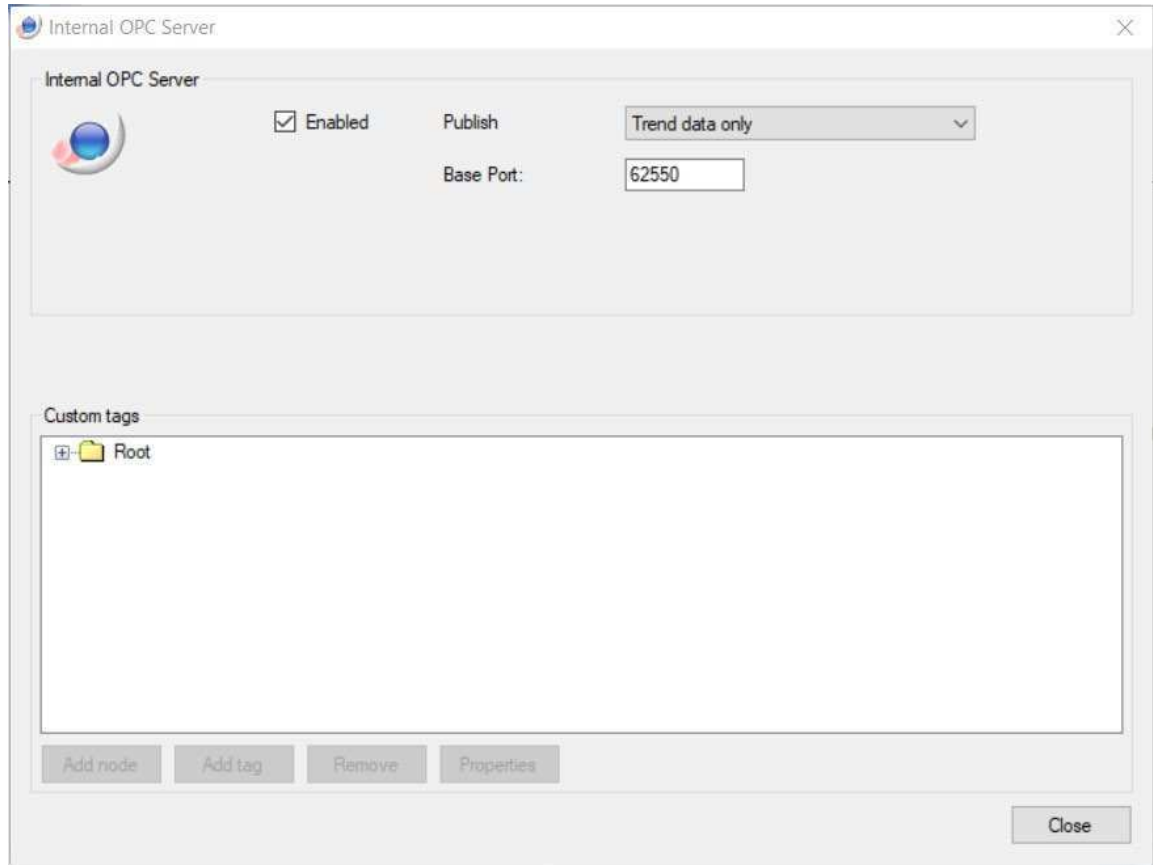 Internal OPC Server
Internal OPC Server
Enabled Publish Trend data only
Base Port: 62550
Custom tags
Root
Add node Add tag Remove Properties
Close